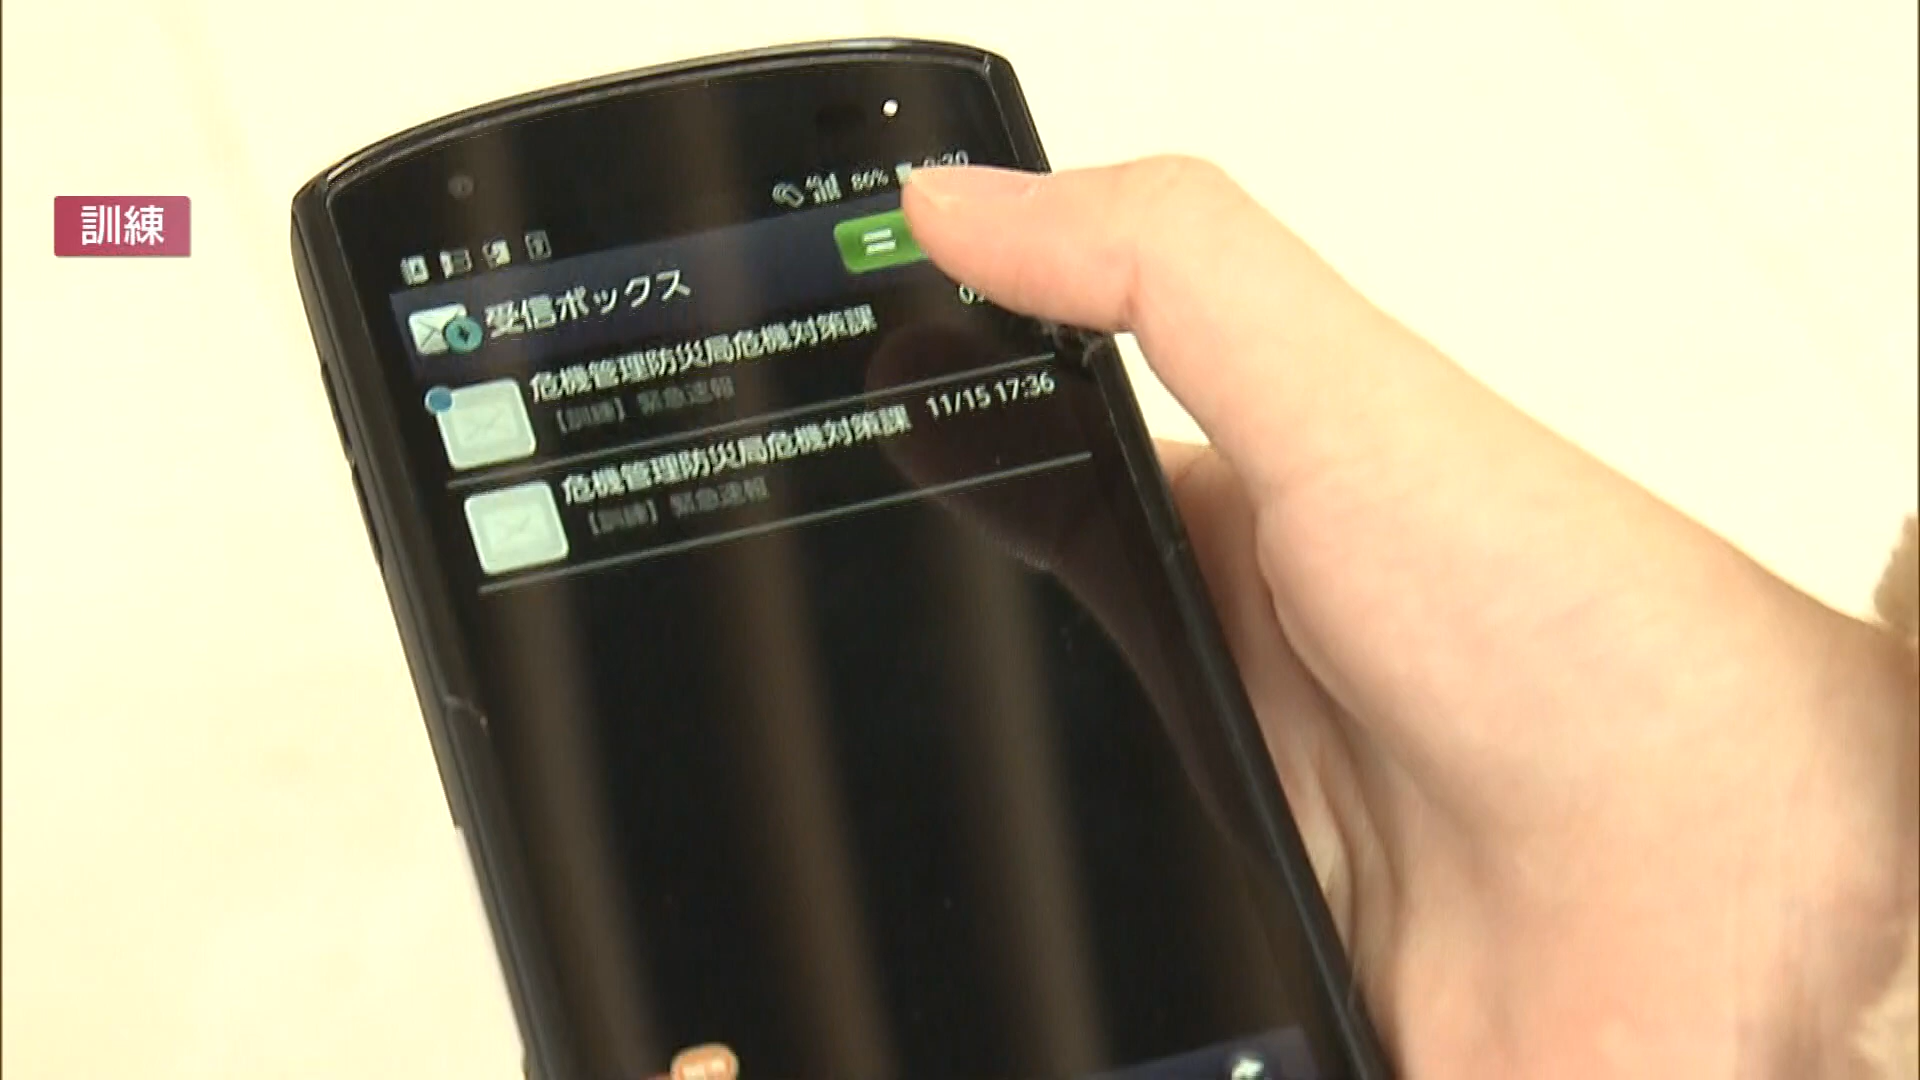 訓練
86%
受信ボックス
危機管理防災局危機対策課
【訓練】緊急速報
危機管理防災局危機対策課 11/15 17:36
【訓練】緊急速報